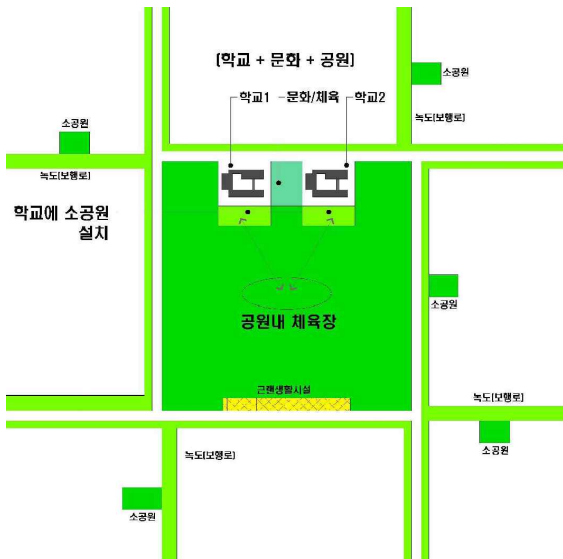 (학교 + 문화 + 공원)
소공원
학교1 -문화/체육 학교2
녹도(보행로)
소공원
녹도(보행로)
학교에 소공원
설치
소공원
공원내 체육장
근랜생활시설
녹도(보행로)
녹도(보행로)
소공원
소공원